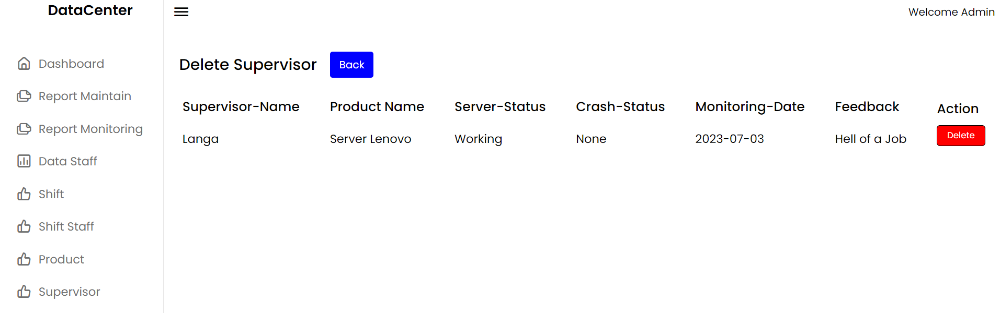 DataCenter
Welcome Admin
Dashboard
Report Maintain
Report Monitoring
Data Staff
Shift
Shift Staff
Product
Supervisor
Delete Supervisor Back
Supervisor-Name Product Name Server-Status Crash-Status Monitoring-Date Feedback Action
Langa Server Lenovo Working None 2023-07-03 Hell of a Job Delete